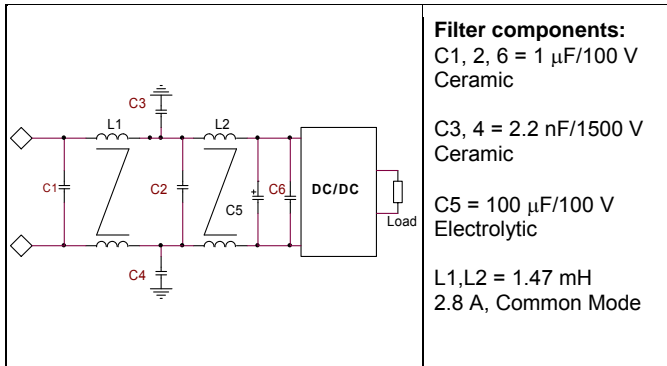 C3
L1
L2
C1
C2
C5
C6
DC/DC
Load
C4
Filter components:
C1, 2, 6 = 1 μF/100 V
Ceramic
C3, 4 = 2.2 nF/1500 V
Ceramic
C5 = 100 μF/100 V
Electrolytic
L1,L2 = 1.47 mH
2.8 A, Common Mode